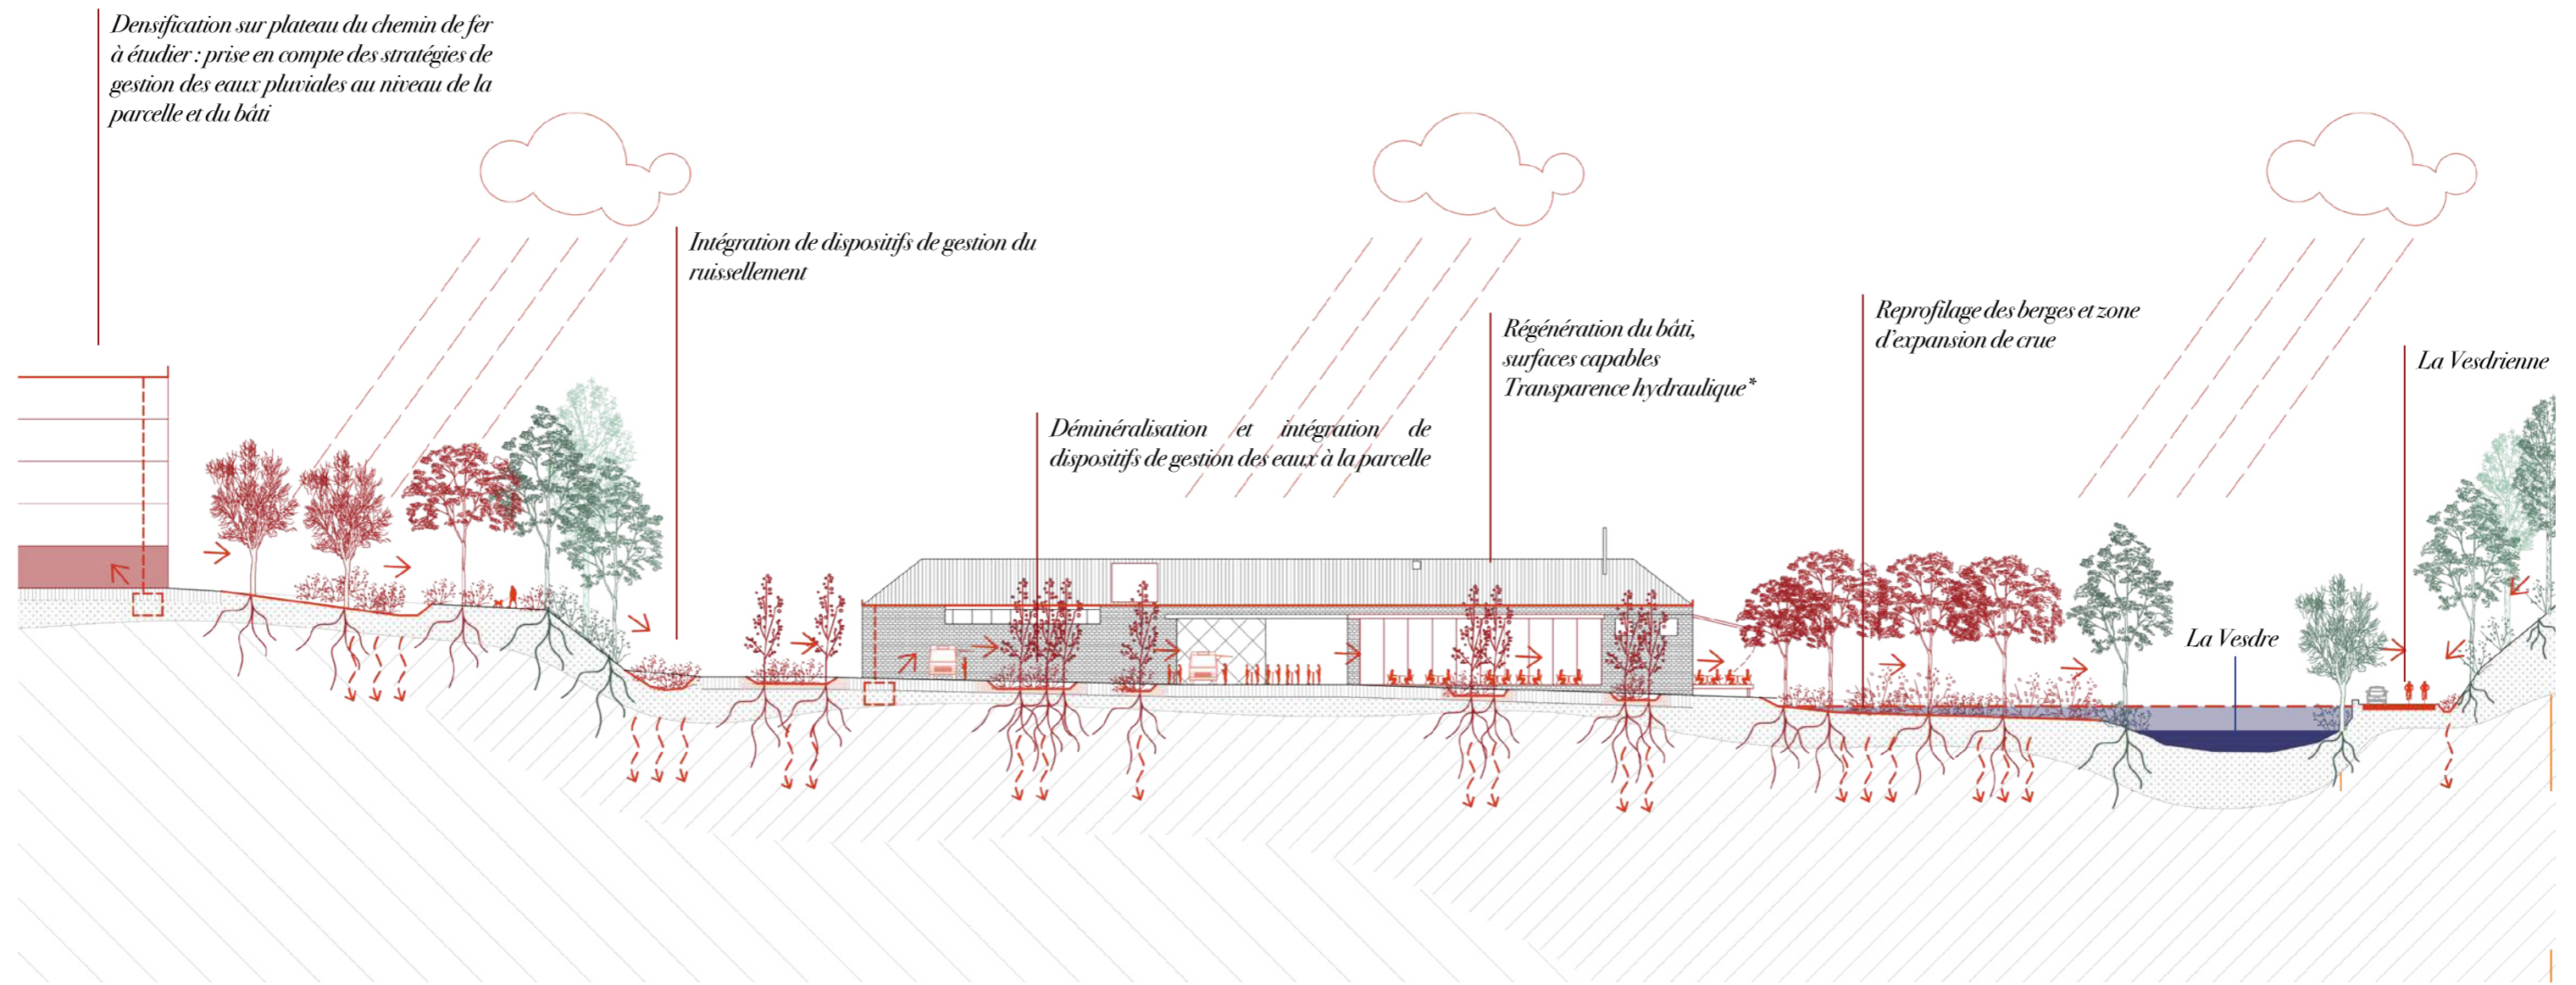 Densification sur plateau du chemin de fer
à étudier : prise en compte des stratégies de
gestion des eaux pluviales au niveau de la
parcelle et du bâti
Intégration de dispositifs de gestion du
ruissellement
Déminéralisation et intégration de
dispositifs de gestion des eaux à la parcelle
Régénération du bâti,
surfaces capables
Transparence hydraulique*
Reprofilage des berges et zone
d'expansion de crue
La Vesdrienne
La Vesdre